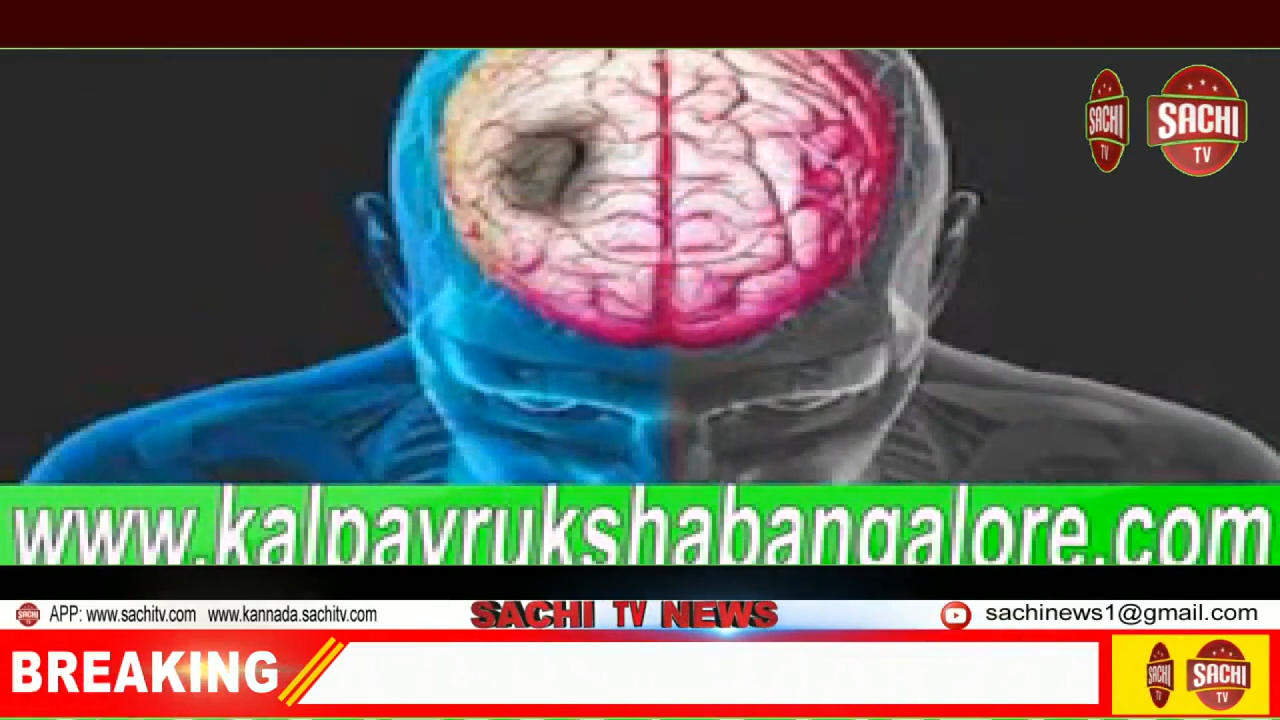 SACHI
TV
SACHI
TV
www.kalpavrukshabangalore.com
SACHI
APP: www.sachitv.com www.kannada.sachitv.com
SACHI TV NEWS
sachinews1@gmail.com
BREAKING
SACHI
TV
SACHI
TV